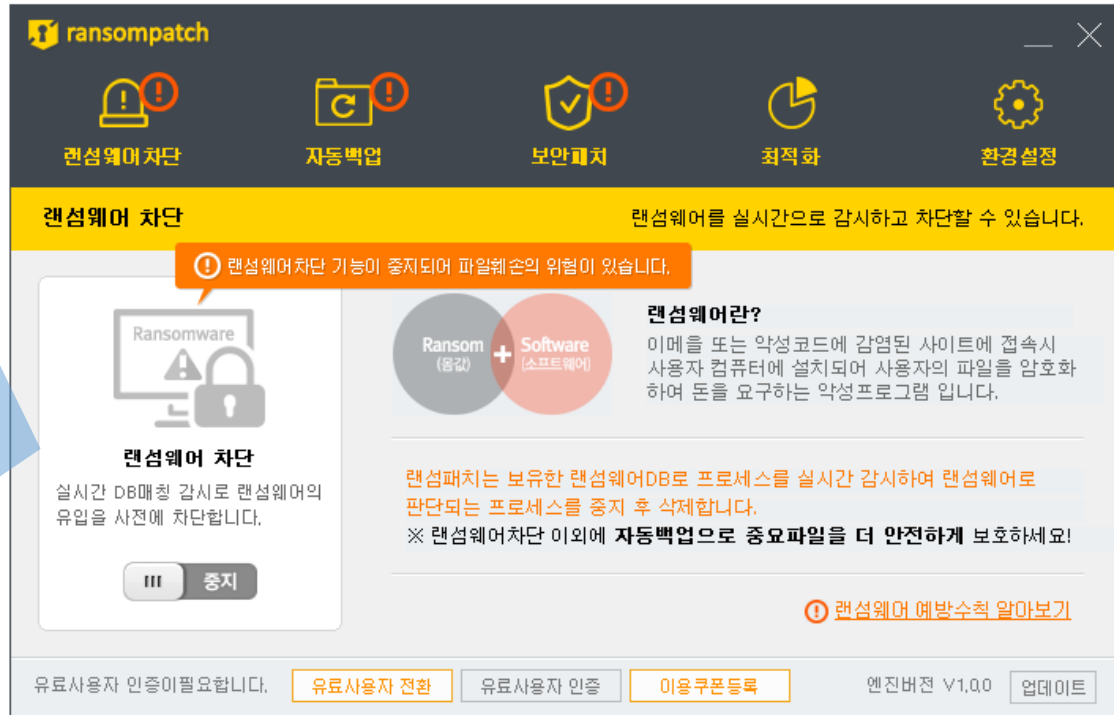 ransompatch
랜섬웨어차단
자동백업
보안패치
최적화
환경설정
랜섬웨어 차단
랜섬웨어를 실시간으로 감시하고 차단할 수 있습니다.
랜섬웨어차단 기능이 중지되어 파일훼손의 위험이 있습니다.
Ransomware
랜섬웨어 차단
실시간 DB매칭 감시로 랜섬웨어의
유입을 사전에 차단합니다.
중지
Ransom
(몸값)
+
Software
(소프트웨어)
랜섬웨어란?
이메일 또는 악성코드에 감염된 사이트에 접속시
사용자 컴퓨터에 설치되어 사용자의 파일을 암호화
하여 돈을 요구하는 악성프로그램 입니다.
랜섬패치는 보유한 랜섬웨어DB로 프로세스를 실시간 감시하여 랜섬웨어로
판단되는 프로세스를 중지 후 삭제합니다.
※ 랜섬웨어차단 이외에 자동백업으로 중요파일을 더 안전하게 보호하세요!
랜섬웨어 예방수칙 알아보기
유료사용자 인증이필요합니다.
유료사용자 전환
유료사용자 인증
이용쿠폰등록
엔진버전 V1.0.0
업데이트